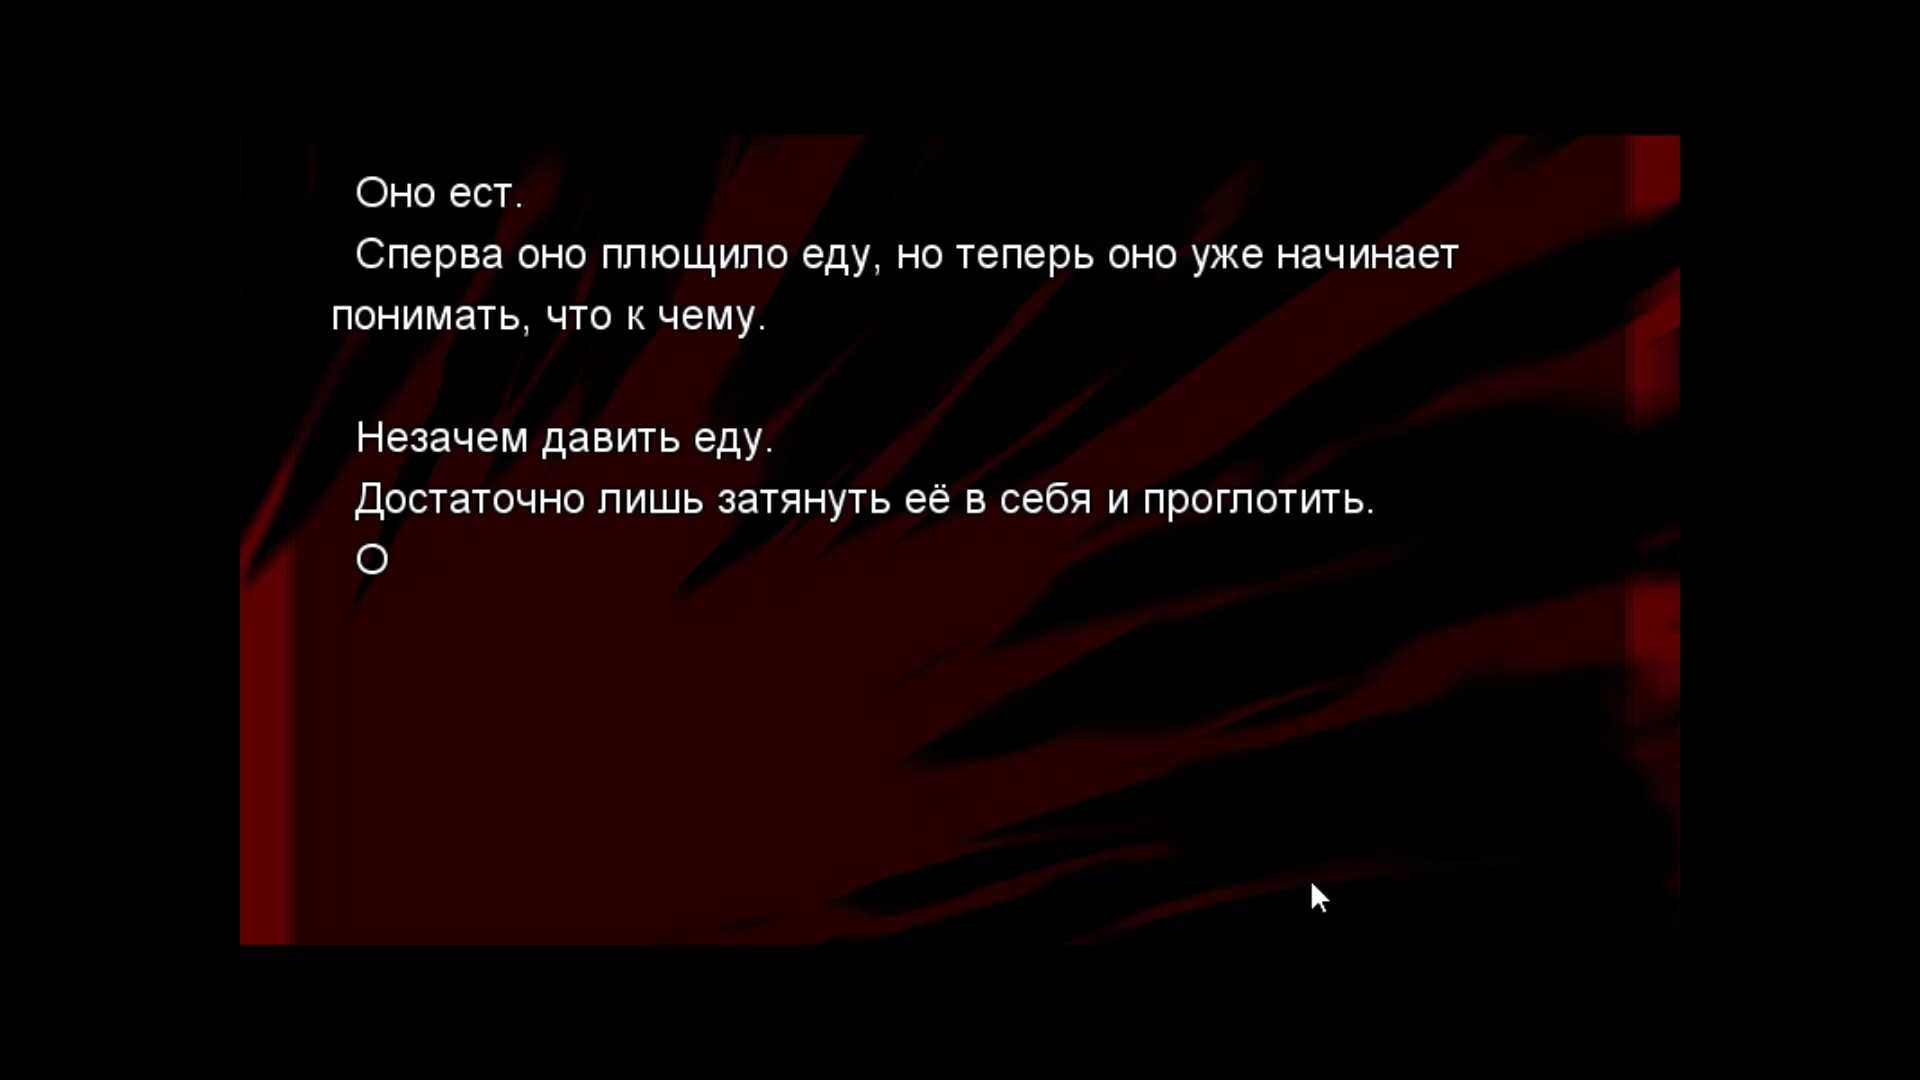 Оно ест.
Сперва оно плющило еду, но теперь оно уже начинает
понимать, что к чему.
Незачем давить еду.
Достаточно лишь затянуть её в себя и проглотить.
О